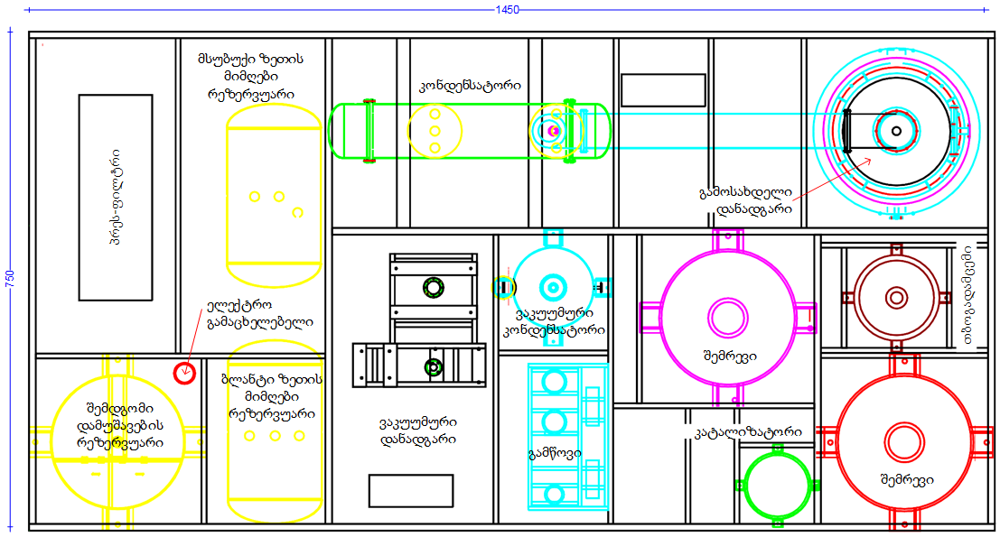 1450
750
მსუბუქი ზეთის
მიმღები
რეზერვუარი
კონდენსატორი
პრეს-ფილტრი
გამოსახდელი
დანადგარი
ელექტრო
გამაცხელებელი
ვაკუუმური
კონდენსატორი
შემრევი
თბოგადამცემი
ბლანტი ზეთის
მიმღები
რეზერვუარი
შემდგომი
დამუშავების
რეზერვუარი
ვაკუუმური
დანადგარი
გამწოვი
კატალიზატორი
შემრევი